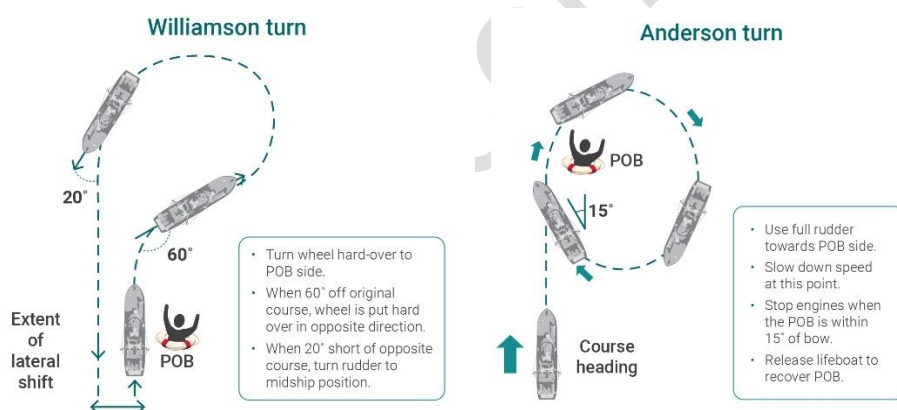 Williamson turn
20°
60°
POB
Extent of
lateral
shift
• Turn wheel hard-over to
POB side.
• When 60° off original
course, wheel is put hard
over in opposite direction.
• When 20° short of opposite
course, turn rudder to
midship position.
Anderson turn
POB
15°
Course
heading
• Use full rudder
towards POB side.
• Slow down speed
at this point.
• Stop engines when
the POB is within
15° of bow.
• Release lifeboat to
recover POB.